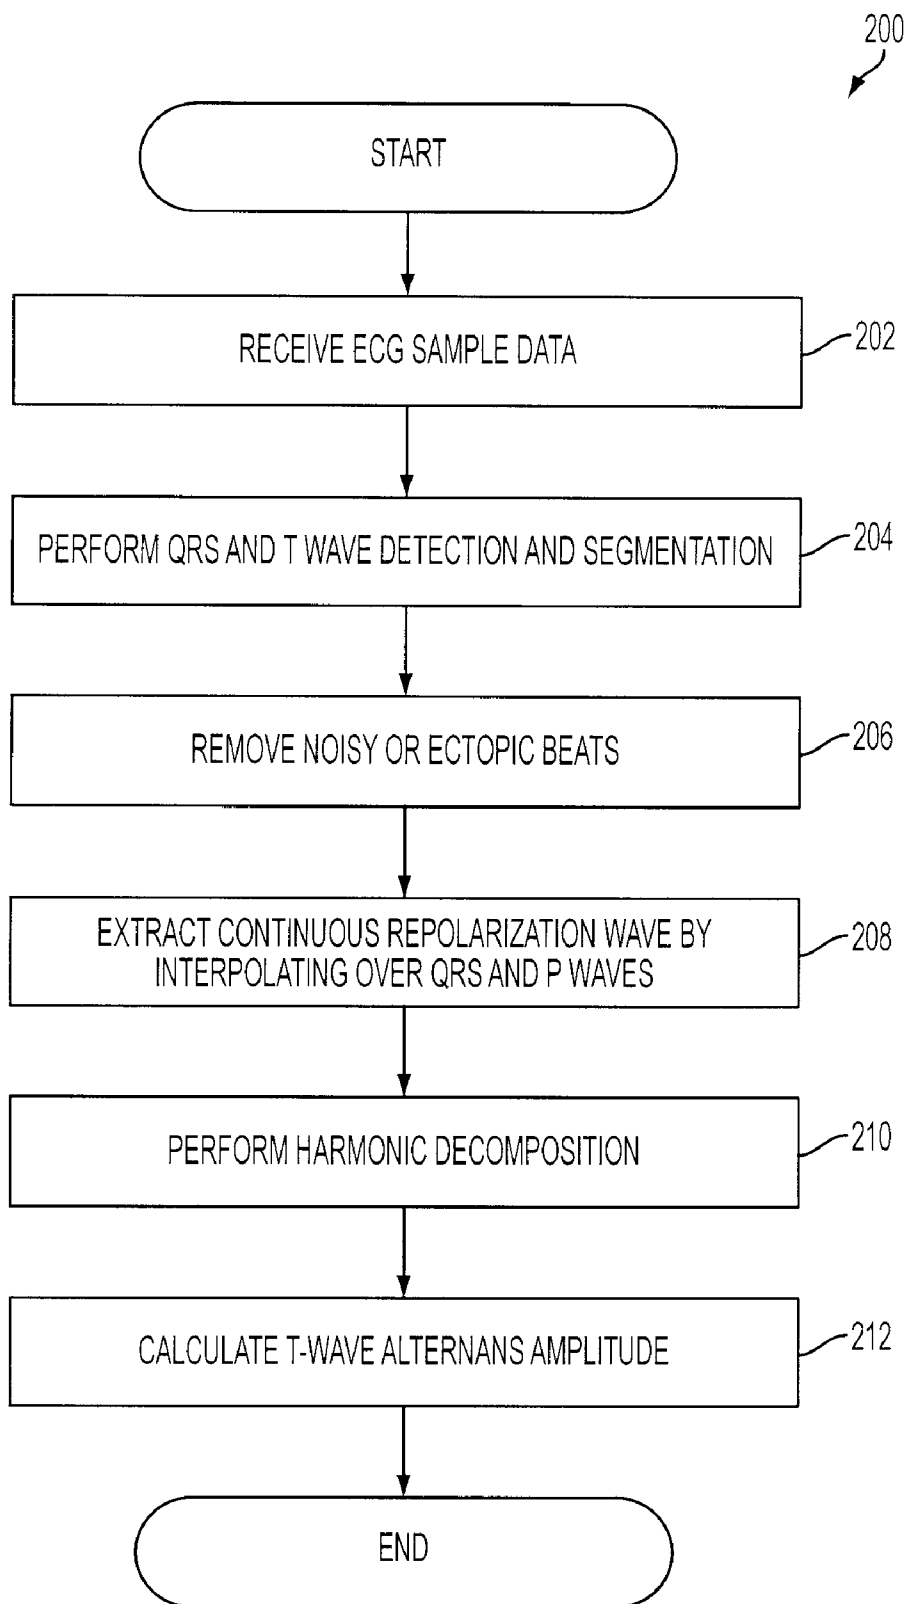 200
START
RECEIVE ECG SAMPLE DATA
202
PERFORM QRS AND T WAVE DETECTION AND SEGMENTATION
204
REMOVE NOISY OR ECTOPIC BEATS
206
EXTRACT CONTINUOUS REPOLARIZATION WAVE BY
INTERPOLATING OVER QRS AND P WAVES
208
PERFORM HARMONIC DECOMPOSITION
210
CALCULATE T-WAVE ALTERNANS AMPLITUDE
212
END